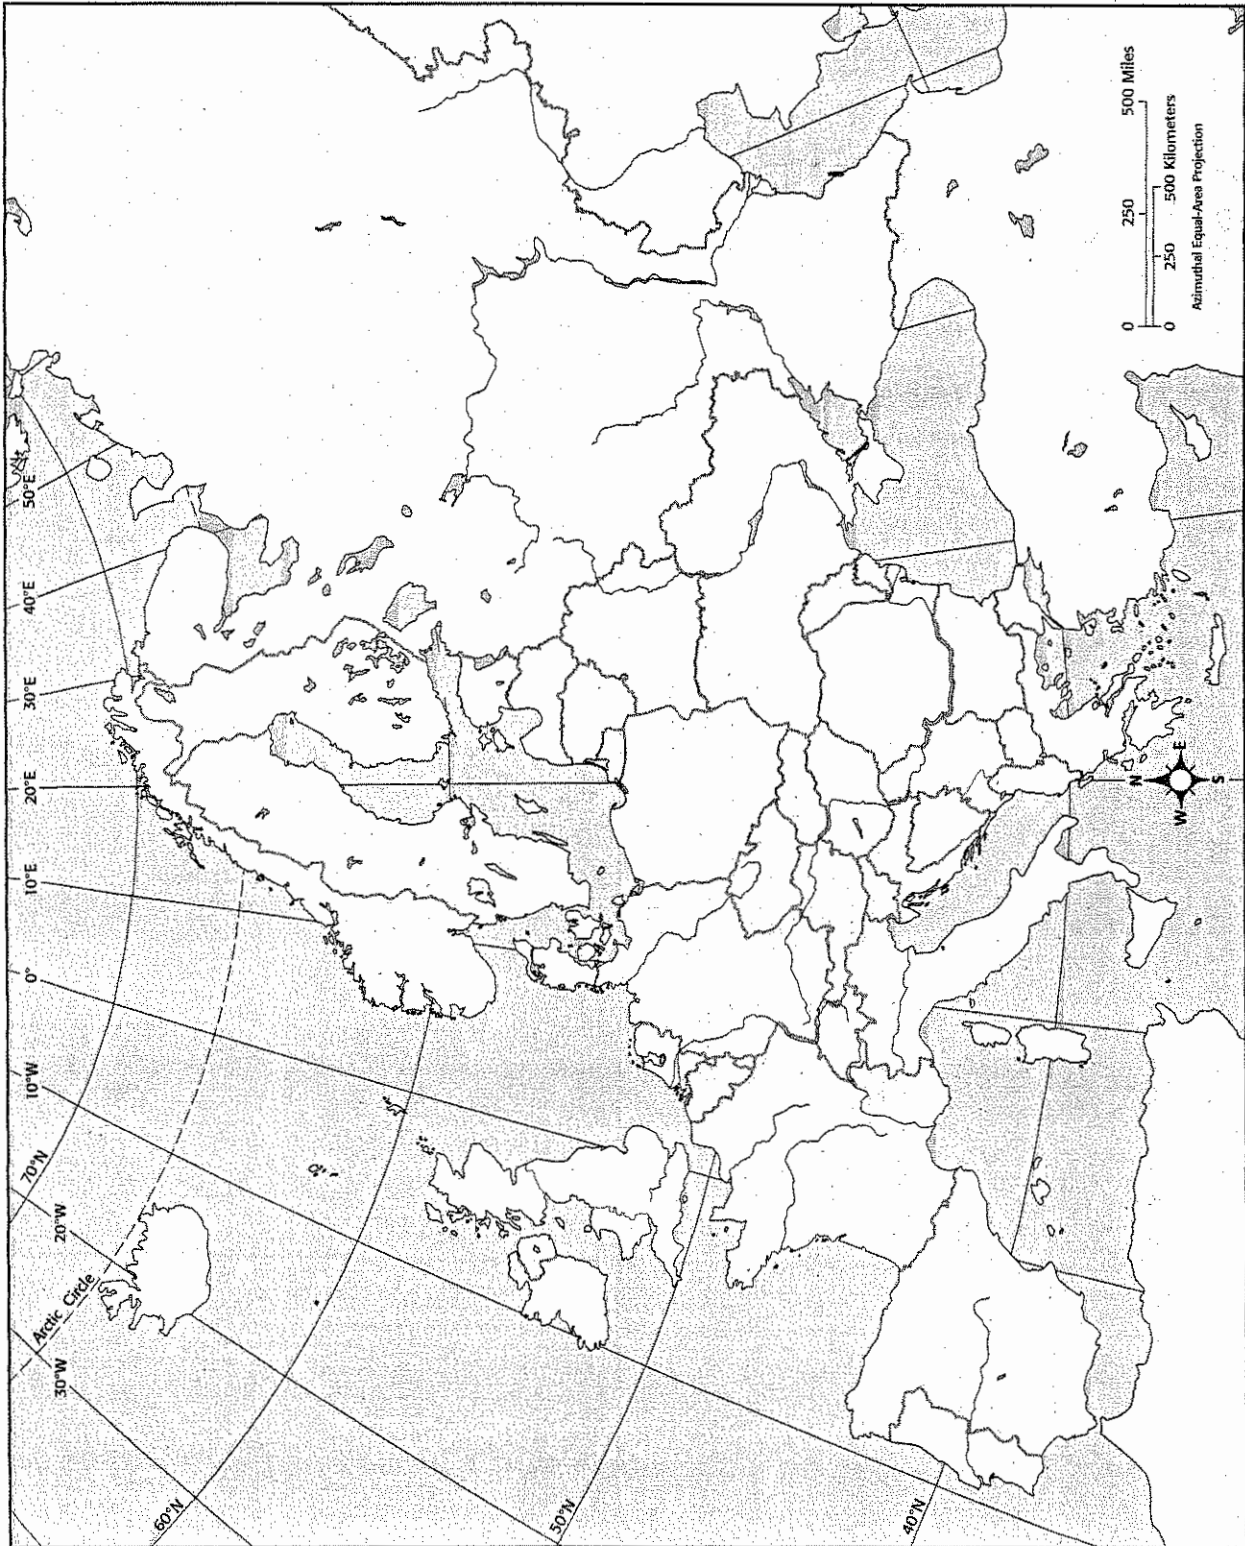 50°E
40°E
30°E
20°E
10°E
0°
10°W
20°W
30°W
70°N
Arctic Circle
60°N
50°N
40°N
N
E
S
W
0 250 500 Miles
0 250 500 Kilometers
Azimuthal Equal-Area Projection